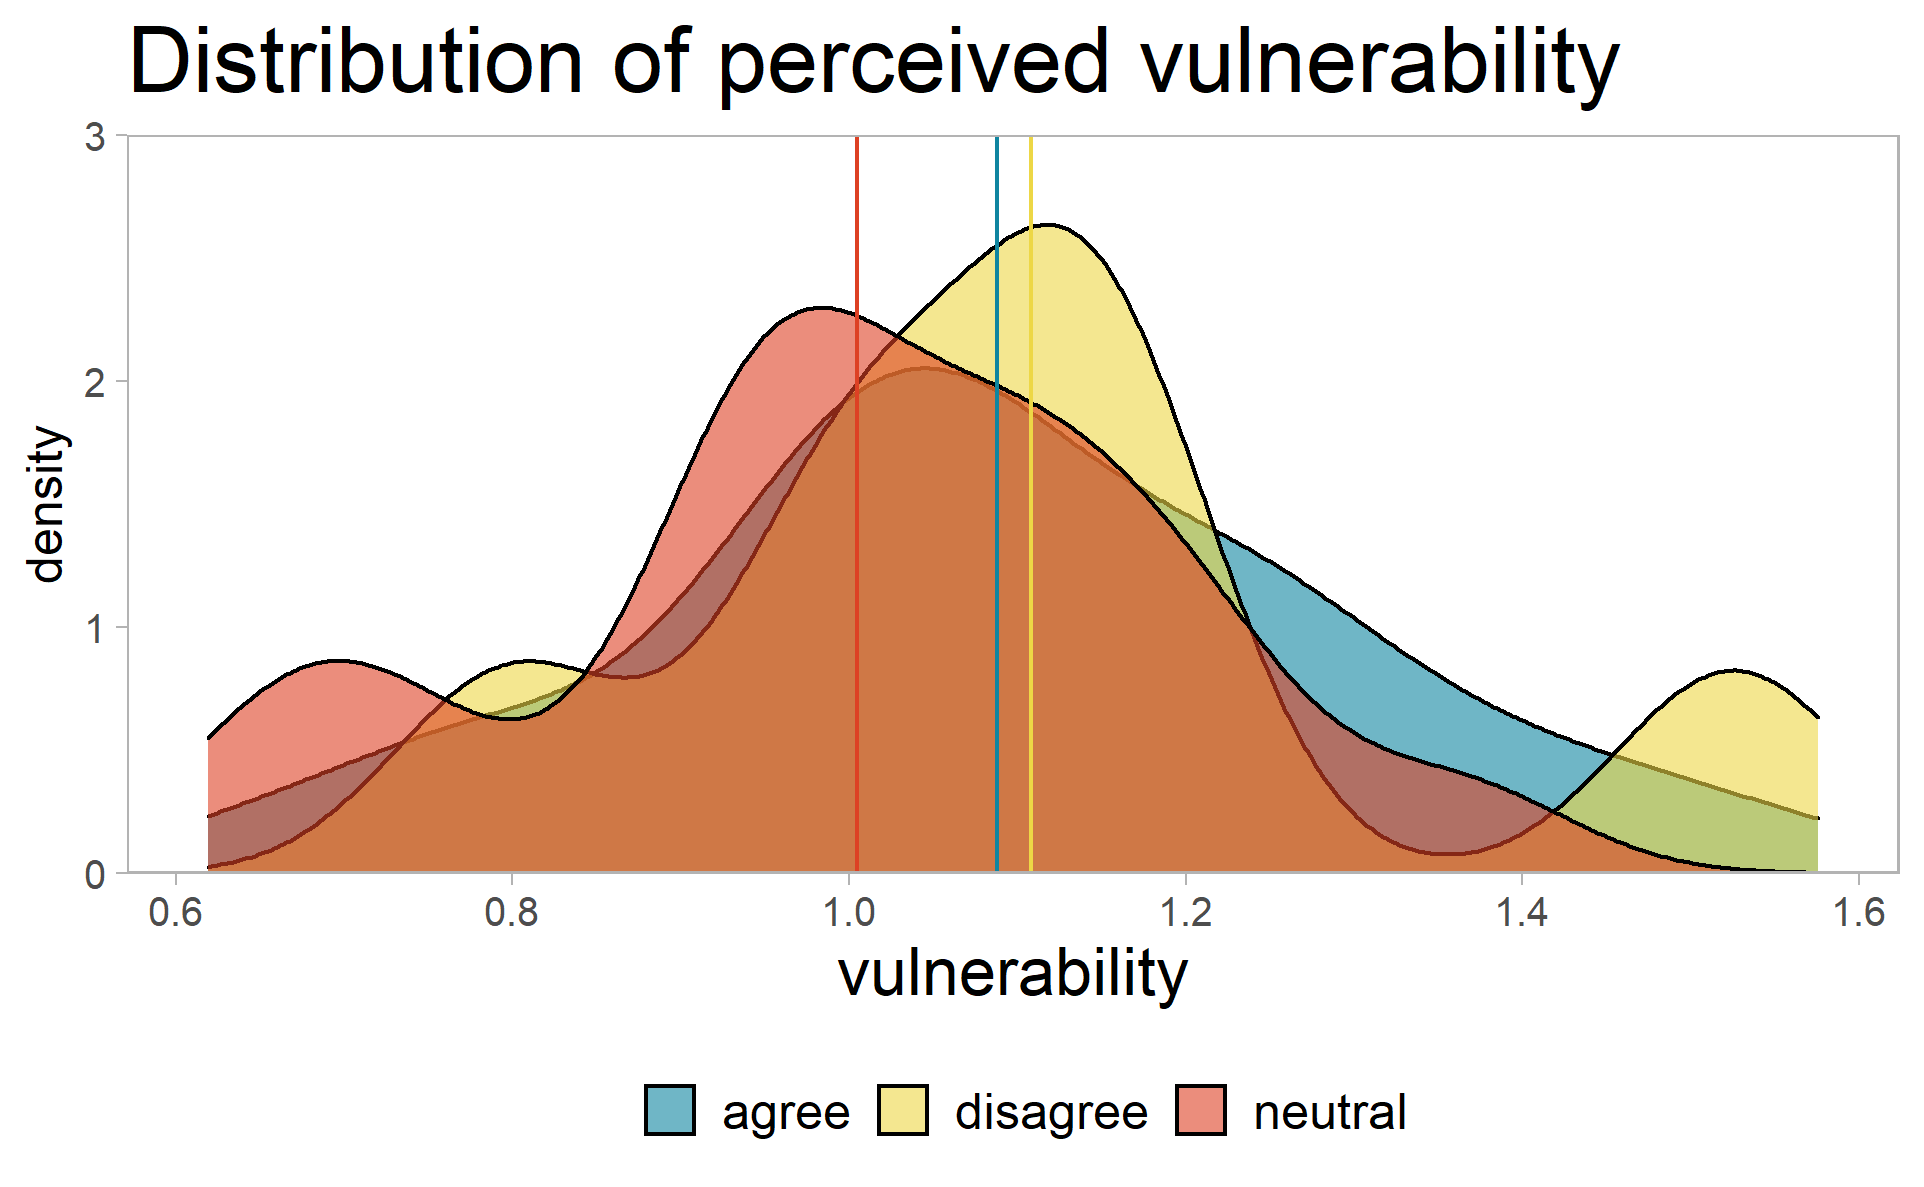 Distribution of perceived vulnerability
3
2
1
0
density
0.6 0.8 1.0 1.2 1.4 1.6
vulnerability
agree disagree neutral